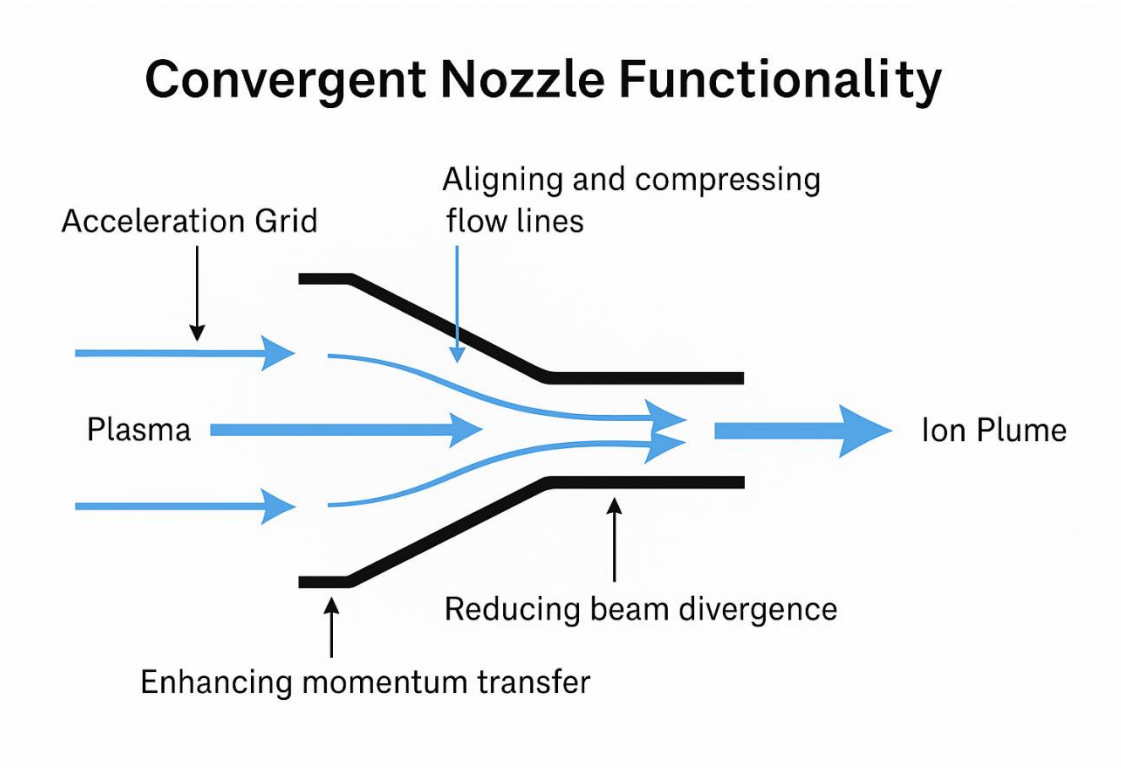 Convergent Nozzle Functionality
Aligning and compressing
flow lines
Acceleration Grid
Plasma
Ion Plume
Reducing beam divergence
Enhancing momentum transfer